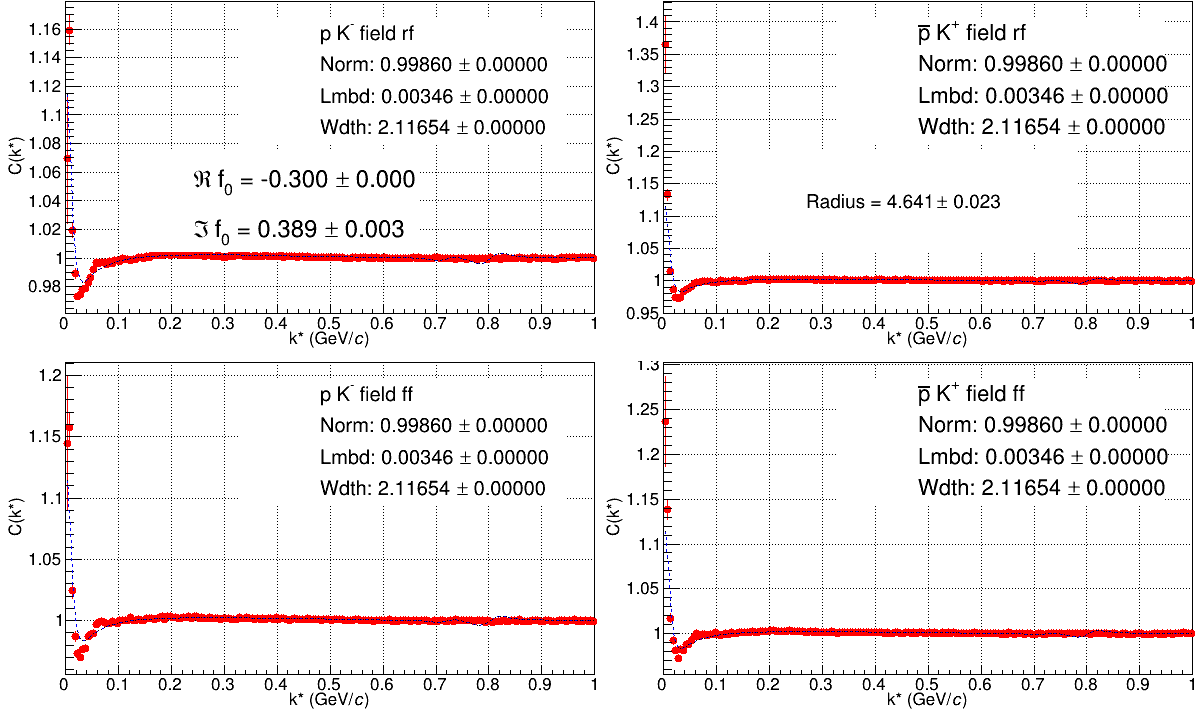 p K⁻ field rf
Norm: 0.99860 ± 0.00000
Lmbd: 0.00346 ± 0.00000
Wdth: 2.11654 ± 0.00000
ℜ f₀ = -0.300 ± 0.000
ℑ f₀ = 0.389 ± 0.003
C(k*)
1.16
1.14
1.12
1.1
1.08
1.06
1.04
1.02
1
0.98
0 0.1 0.2 0.3 0.4 0.5 0.6 0.7 0.8 0.9 1
k* (GeV/c)
p̅ K⁺ field rf
Norm: 0.99860 ± 0.00000
Lmbd: 0.00346 ± 0.00000
Wdth: 2.11654 ± 0.00000
Radius = 4.641 ± 0.023
C(k*)
1.4
1.35
1.3
1.25
1.2
1.15
1.1
1.05
1
0.95
0 0.1 0.2 0.3 0.4 0.5 0.6 0.7 0.8 0.9 1
k* (GeV/c)
p K⁻ field ff
Norm: 0.99860 ± 0.00000
Lmbd: 0.00346 ± 0.00000
Wdth: 2.11654 ± 0.00000
C(k*)
1.2
1.15
1.1
1.05
1
0 0.1 0.2 0.3 0.4 0.5 0.6 0.7 0.8 0.9 1
k* (GeV/c)
p̅ K⁺ field ff
Norm: 0.99860 ± 0.00000
Lmbd: 0.00346 ± 0.00000
Wdth: 2.11654 ± 0.00000
C(k*)
1.3
1.25
1.2
1.15
1.1
1.05
1
0 0.1 0.2 0.3 0.4 0.5 0.6 0.7 0.8 0.9 1
k* (GeV/c)